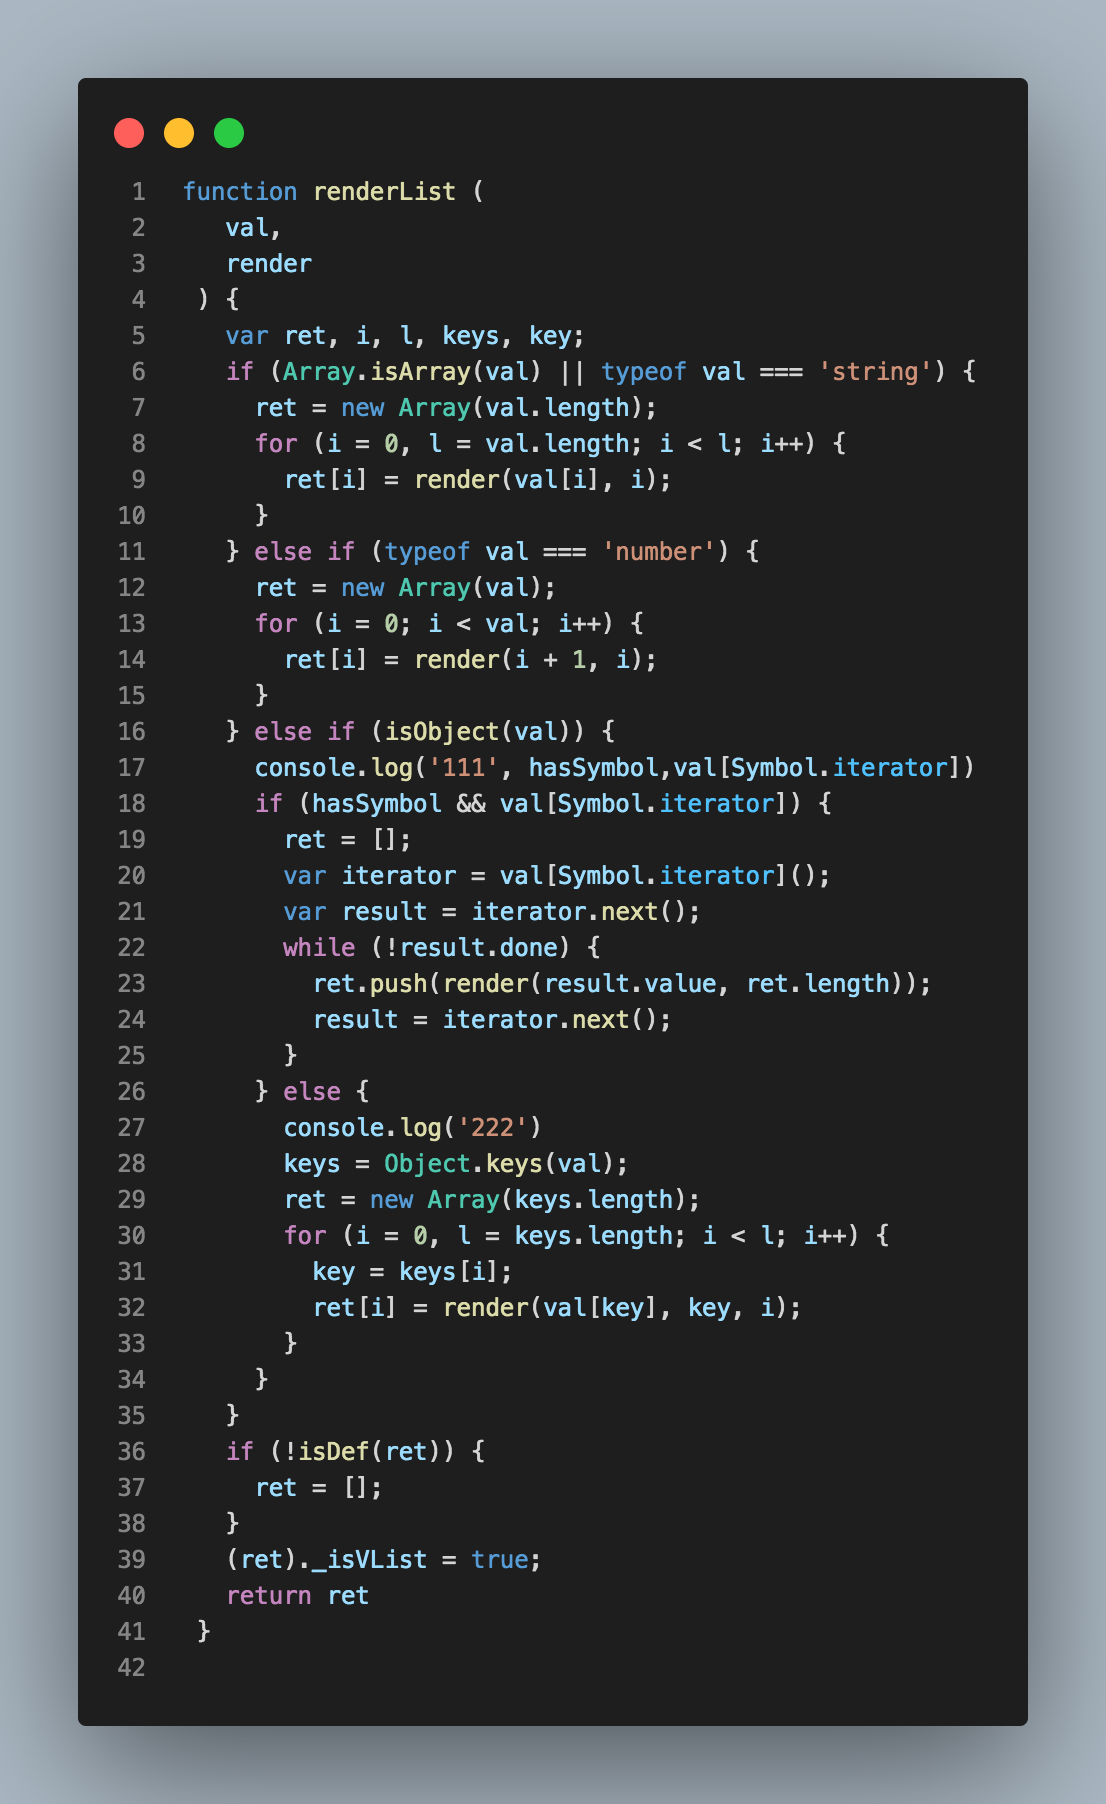 1 function renderList (
2 val,
3 render
4 ) {
5 var ret, i, l, keys, key;
6 if (Array.isArray(val) || typeof val === 'string') {
7 ret = new Array(val.length);
8 for (i = 0, l = val.length; i < l; i++) {
9 ret[i] = render(val[i], i);
10 }
11 } else if (typeof val === 'number') {
12 ret = new Array(val);
13 for (i = 0; i < val; i++) {
14 ret[i] = render(i + 1, i);
15 }
16 } else if (isObject(val)) {
17 console.log('111', hasSymbol,val[Symbol.iterator])
18 if (hasSymbol && val[Symbol.iterator]) {
19 ret = [];
20 var iterator = val[Symbol.iterator]();
21 var result = iterator.next();
22 while (!result.done) {
23 ret.push(render(result.value, ret.length));
24 result = iterator.next();
25 }
26 } else {
27 console.log('222')
28 keys = Object.keys(val);
29 ret = new Array(keys.length);
30 for (i = 0, l = keys.length; i < l; i++) {
31 key = keys[i];
32 ret[i] = render(val[key], key, i);
33 }
34 }
35 }
36 if (!isDef(ret)) {
37 ret = [];
38 }
39 (ret)._isVList = true;
40 return ret
41 }
42